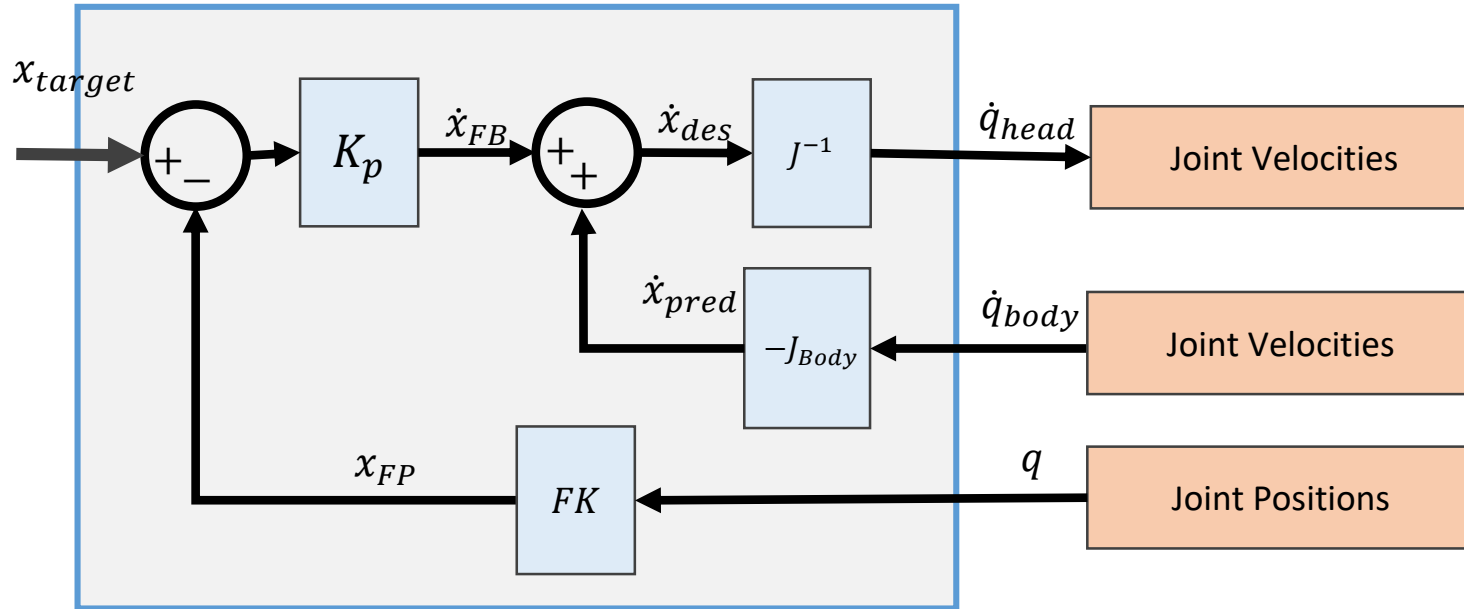 x_target
+
−
K_p
ẋ_FB
+
+
ẋ_des
J⁻¹
q̇_head
Joint Velocities
ẋ_pred
−J_Body
q̇_body
Joint Velocities
x_FP
FK
q
Joint Positions